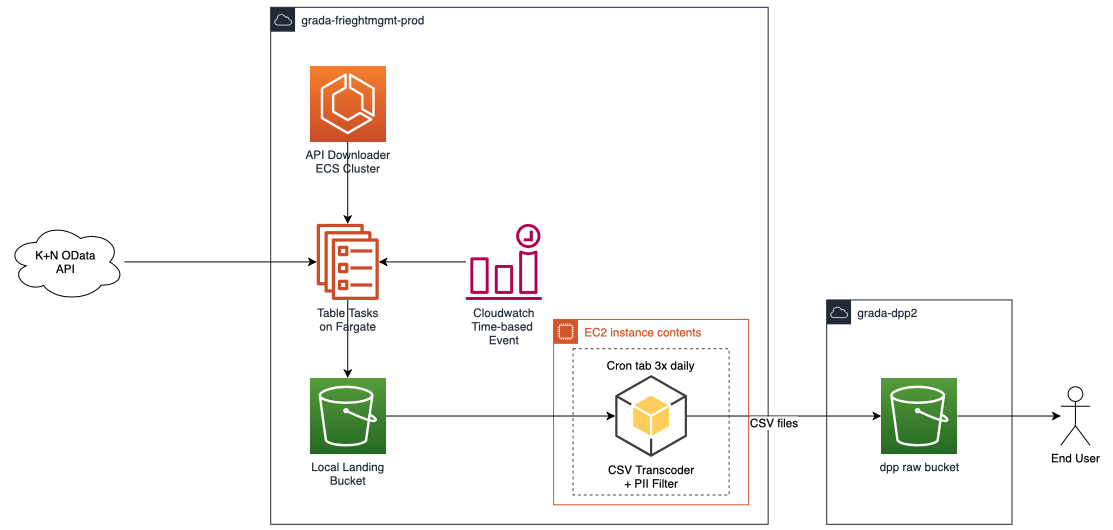 grada-frieghtmgmt-prod
API Downloader
ECS Cluster
K+N OData
API
Table Tasks
on Fargate
Cloudwatch
Time-based
Event
EC2 instance contents
Cron tab 3x daily
CSV Transcoder
+ PII Filter
Local Landing
Bucket
CSV files
grada-dpp2
dpp raw bucket
End User